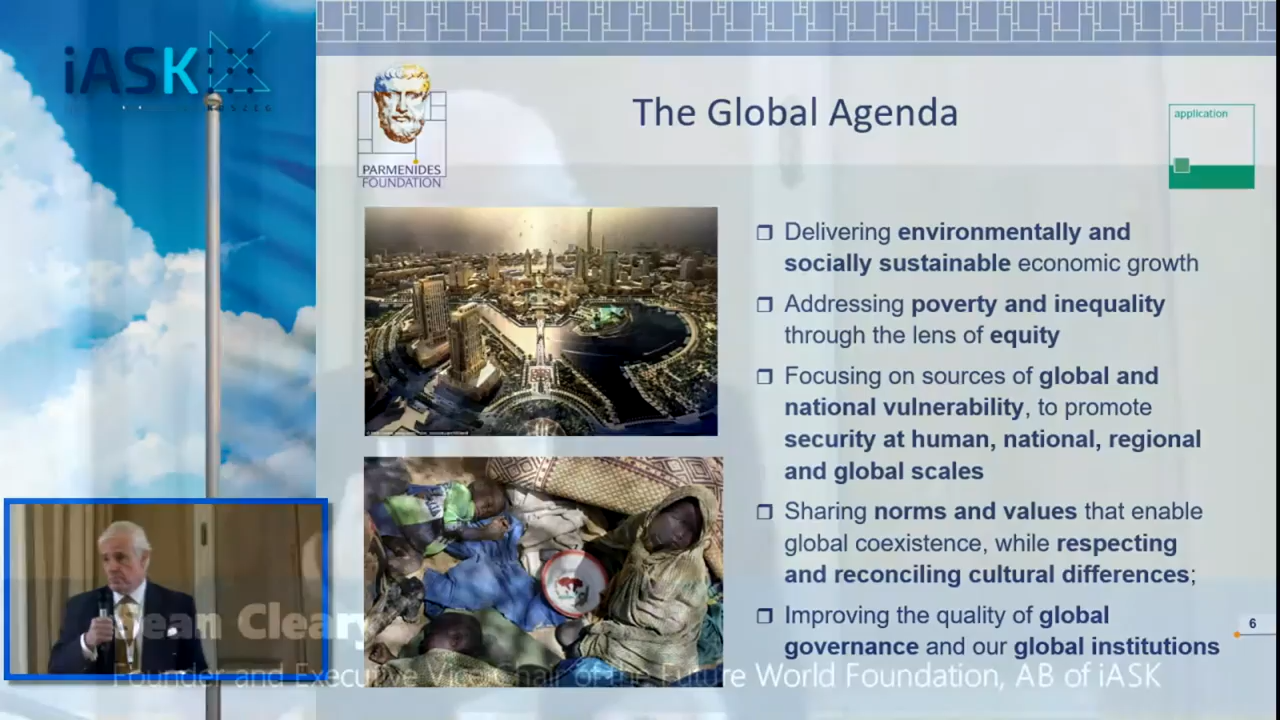 iASK
KŐSZEG
PARMENIDES
FOUNDATION
The Global Agenda
application
❐ Delivering environmentally and
socially sustainable economic growth
❐ Addressing poverty and inequality
through the lens of equity
❐ Focusing on sources of global and
national vulnerability, to promote
security at human, national, regional
and global scales
❐ Sharing norms and values that enable
global coexistence, while respecting
and reconciling cultural differences;
❐ Improving the quality of global
governance and our global institutions
6
Sean Cleary
Founder and Executive Vice Chair of the Future World Foundation, AB of iASK